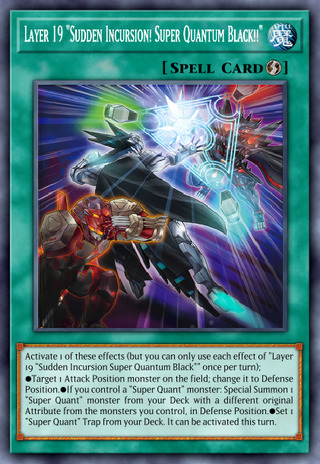 Layer 19 "Sudden Incursion! Super Quantum Black!!"
魔
[Spell Card]
Activate 1 of these effects (but you can only use each effect of "Layer
19 "Sudden Incursion Super Quantum Black"" once per turn);
●Target 1 Attack Position monster on the field; change it to Defense
Position.●If you control a "Super Quant" monster: Special Summon 1
"Super Quant" monster from your Deck with a different original
Attribute from the monsters you control, in Defense Position.●Set 1
"Super Quant" Trap from your Deck. It can be activated this turn.